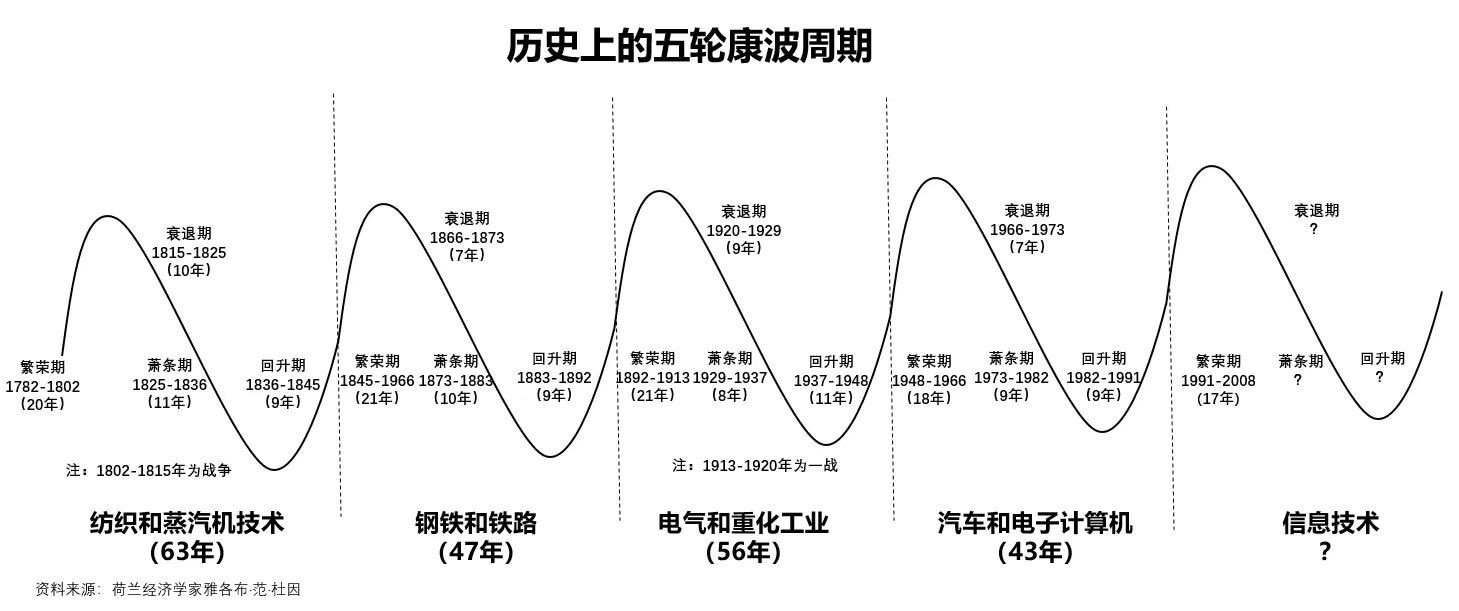 历史上的五轮康波周期
衰退期
1815-1825
(10年)
繁荣期
1782-1802
(20年)
萧条期
1825-1836
(11年)
回升期
1836-1845
(9年)
注：1802-1815年为战争
纺织和蒸汽机技术
(63年)
衰退期
1866-1873
(7年)
繁荣期
1845-1966
(21年)
萧条期
1873-1883
(10年)
回升期
1883-1892
(9年)
钢铁和铁路
(47年)
衰退期
1920-1929
(9年)
繁荣期
1892-1913
(21年)
萧条期
1929-1937
(8年)
回升期
1937-1948
(11年)
注：1913-1920年为一战
电气和重化工业
(56年)
衰退期
1966-1973
(7年)
繁荣期
1948-1966
(18年)
萧条期
1973-1982
(9年)
回升期
1982-1991
(9年)
汽车和电子计算机
(43年)
衰退期
?
繁荣期
1991-2008
(17年)
萧条期
?
回升期
?
信息技术
?
资料来源：荷兰经济学家雅各布·范·杜因